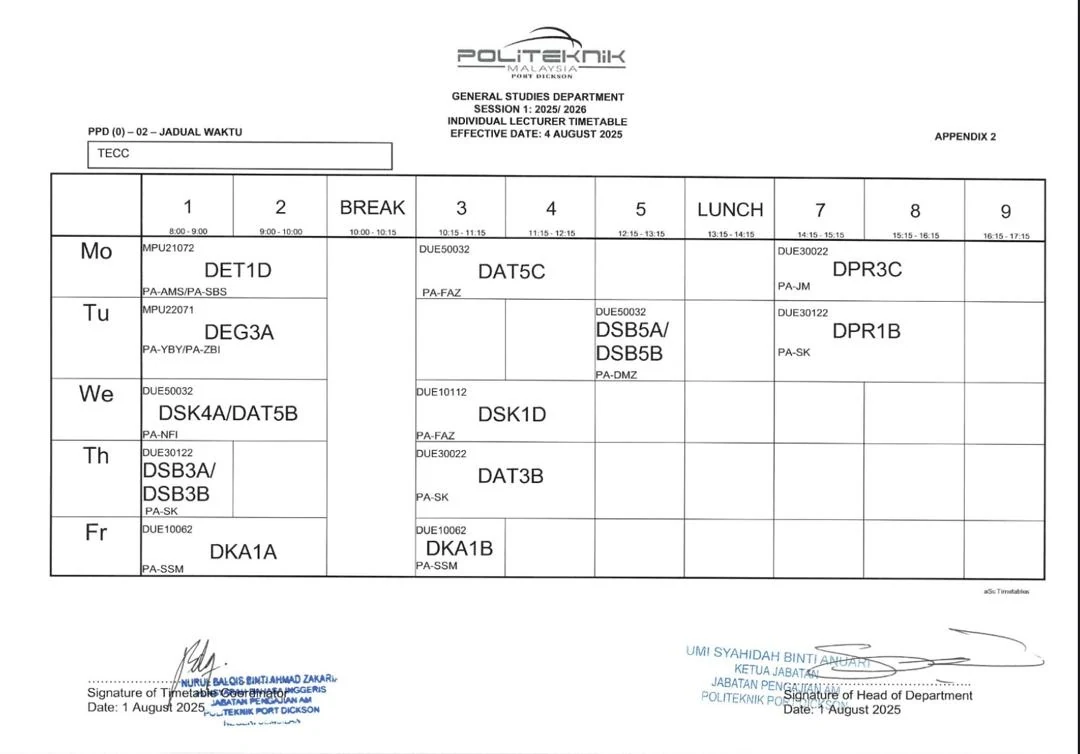 POLITEKNIK
MALAYSIA
PORT DICKSON
GENERAL STUDIES DEPARTMENT
SESSION 1: 2025/ 2026
INDIVIDUAL LECTURER TIMETABLE
EFFECTIVE DATE: 4 AUGUST 2025
PPD (0) – 02 – JADUAL WAKTU
APPENDIX 2
TECC
1 2 BREAK 3 4 5 LUNCH 7 8 9
8:00 - 9:00 9:00 - 10:00 10:00 - 10:15 10:15 - 11:15 11:15 - 12:15 12:15 - 13:15 13:15 - 14:15 14:15 - 15:15 15:15 - 16:15 16:15 - 17:15
Mo
MPU21072
DET1D
PA-AMS/PA-SBS
DUE50032
DAT5C
PA-FAZ
DUE30022
DPR3C
PA-JM
Tu
MPU22071
DEG3A
PA-YBY/PA-ZBI
DUE50032
DSB5A/
DSB5B
PA-DMZ
DUE30122
DPR1B
PA-SK
We
DUE50032
DSK4A/DAT5B
PA-NFI
DUE10112
DSK1D
PA-FAZ
Th
DUE30122
DSB3A/
DSB3B
PA-SK
DUE30022
DAT3B
PA-SK
Fr
DUE10062
DKA1A
PA-SSM
DUE10062
DKA1B
PA-SSM
aSc Timetables
NURUL BALQIS BINTI AHMAD ZAKARIA
JABATAN PENGAJIAN AM
POLITEKNIK PORT DICKSON
Signature of Timetable Coordinator
Date: 1 August 2025
UMI SYAHIDAH BINTI ANUARI
KETUA JABATAN
JABATAN PENGAJIAN AM
POLITEKNIK PORT DICKSON
Signature of Head of Department
Date: 1 August 2025